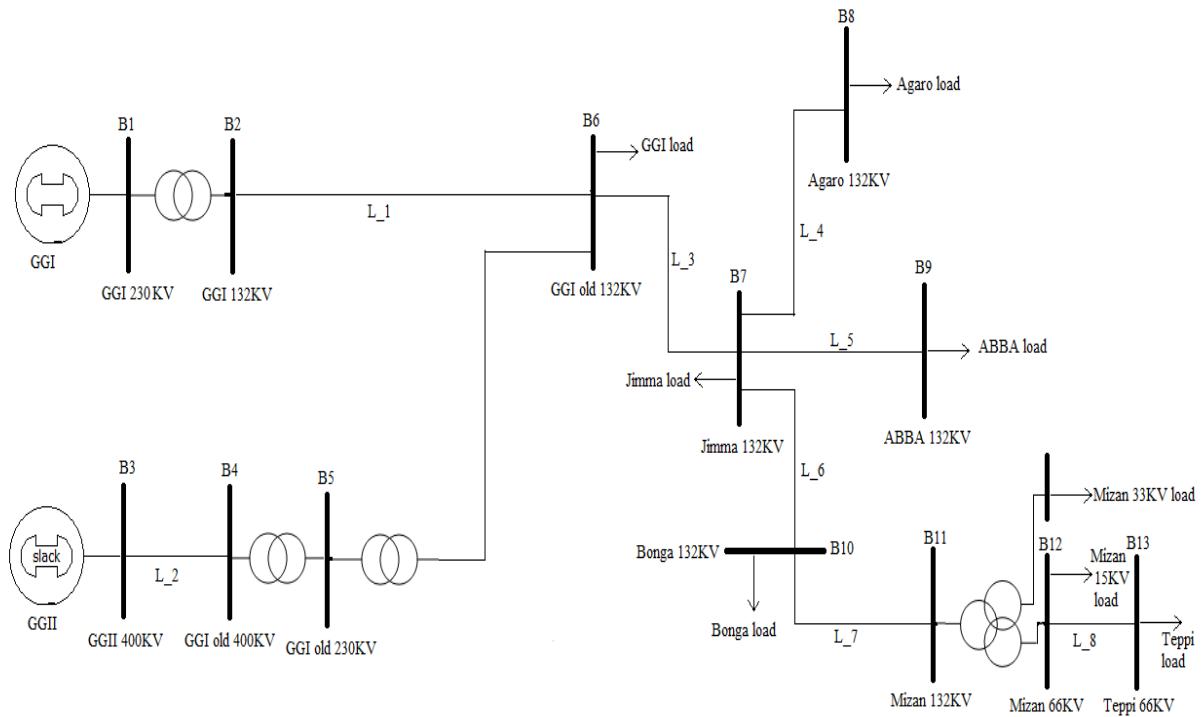 B8
Agaro load
Agaro 132KV
B1
B2
B6
GGI load
GGI
GGI 230 KV
GGI 132KV
L_1
GGI old 132KV
L_3
L_4
B7
B9
L_5
ABBA load
Jimma load
Jimma 132KV
ABBA 132KV
L_6
B3
B4
B5
slack
GGII
L_2
GGII 400KV
GGI old 400KV
GGI old 230KV
Bonga 132KV
B10
Bonga load
L_7
B11
Mizan 132KV
Mizan 33KV load
B12
Mizan
15KV
load
B13
L_8
Teppi
load
Mizan 66KV
Teppi 66KV